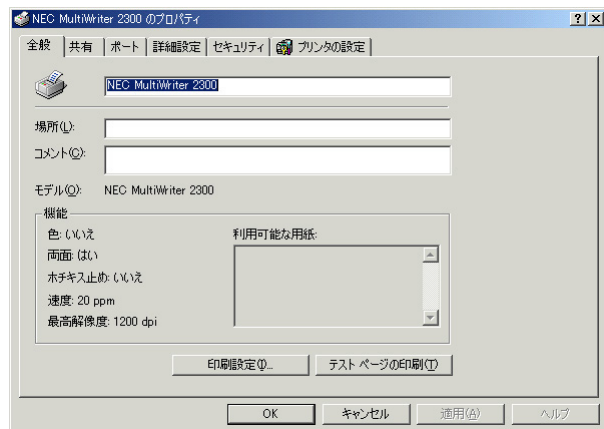 NEC MultiWriter 2300 のプロパティ
? ×
全般 共有 ポート 詳細設定 セキュリティ プリンタの設定
NEC MultiWriter 2300
場所(L):
コメント(C):
モデル(O): NEC MultiWriter 2300
機能
色: いいえ 利用可能な用紙:
両面: はい
ホチキス止め: いいえ
速度: 20 ppm
最高解像度: 1200 dpi
印刷設定(I)... テスト ページの印刷(T)
OK キャンセル 適用(A) ヘルプ